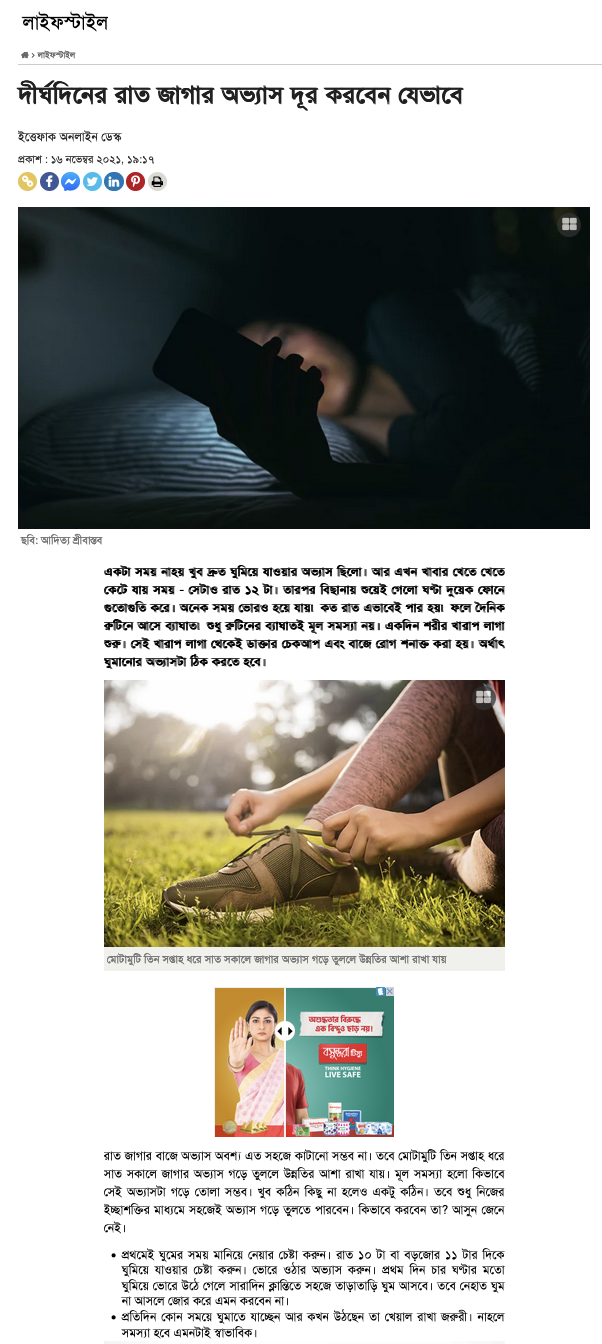 লাইফস্টাইল
› লাইফস্টাইল
দীর্ঘদিনের রাত জাগার অভ্যাস দূর করবেন যেভাবে
ইত্তেফাক অনলাইন ডেস্ক
প্রকাশ : ১৬ নভেম্বর ২০২১, ১৯:১৭
ছবি: আদিত্য শ্রীবাস্তব
একটা সময় নাহয় খুব দ্রুত ঘুমিয়ে যাওয়ার অভ্যাস ছিলো। আর এখন খাবার খেতে খেতে
কেটে যায় সময় - সেটাও রাত ১২ টা। তারপর বিছানায় শুয়েই গেলো ঘন্টা দুয়েক ফোনে
গুতোগুতি করে। অনেক সময় ভোরও হয়ে যায়। কত রাত এভাবেই পার হয়। ফলে দৈনিক
রুটিনে আসে ব্যাঘাত। শুধু রুটিনের ব্যাঘাতই মূল সমস্যা নয়। একদিন শরীর খারাপ লাগা
শুরু। সেই খারাপ লাগা থেকেই ডাক্তার চেকআপ এবং বাজে রোগ শনাক্ত করা হয়। অর্থাৎ
ঘুমানোর অভ্যাসটা ঠিক করতে হবে।
মোটামুটি তিন সপ্তাহ ধরে সাত সকালে জাগার অভ্যাস গড়ে তুললে উন্নতির আশা রাখা যায়
অশুদ্ধতার বিরুদ্ধে
এক বিন্দুও ছাড় নয়!
বসুন্ধরা টিস্যু
THINK HYGIENE
LIVE SAFE
রাত জাগার বাজে অভ্যাস অবশ্য এত সহজে কাটানো সম্ভব না। তবে মোটামুটি তিন সপ্তাহ ধরে
সাত সকালে জাগার অভ্যাস গড়ে তুললে উন্নতির আশা রাখা যায়। মূল সমস্যা হলো কিভাবে
সেই অভ্যাসটা গড়ে তোলা সম্ভব। খুব কঠিন কিছু না হলেও একটু কঠিন। তবে শুধু নিজের
ইচ্ছাশক্তির মাধ্যমে সহজেই অভ্যাস গড়ে তুলতে পারবেন। কিভাবে করবেন তা? আসুন জেনে
নেই।
• প্রথমেই ঘুমের সময় মানিয়ে নেয়ার চেষ্টা করুন। রাত ১০ টা বা বড়জোর ১১ টার দিকে
ঘুমিয়ে যাওয়ার চেষ্টা করুন। ভোরে ওঠার অভ্যাস করুন। প্রথম দিন চার ঘণ্টার মতো
ঘুমিয়ে ভোরে উঠে গেলে সারাদিন ক্লান্তিতে সহজে তাড়াতাড়ি ঘুম আসবে। তবে নেহাত ঘুম
না আসলে জোর করে এমন করবেন না।
• প্রতিদিন কোন সময়ে ঘুমাতে যাচ্ছেন আর কখন উঠছেন তা খেয়াল রাখা জরুরী। নাহলে
সমস্যা হবে এমনটাই স্বাভাবিক।